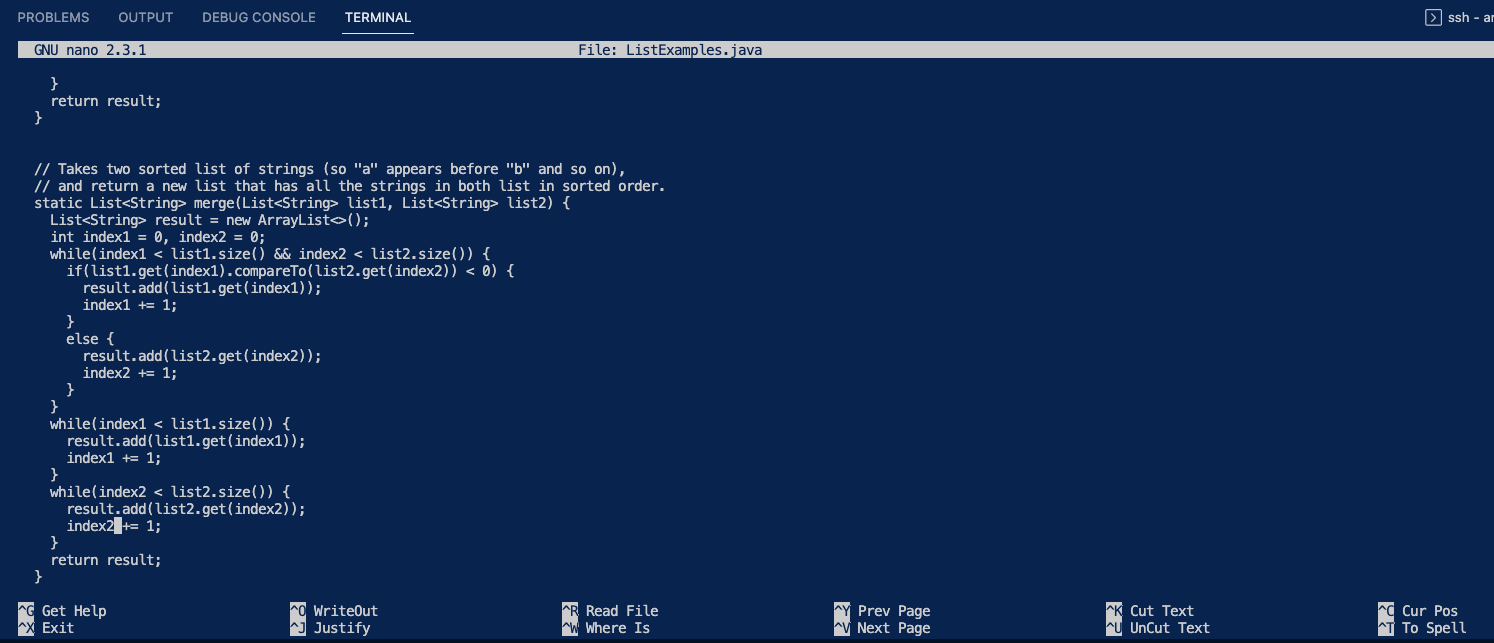 PROBLEMS OUTPUT DEBUG CONSOLE TERMINAL ssh - ar
GNU nano 2.3.1 File: ListExamples.java
}
return result;
}
// Takes two sorted list of strings (so "a" appears before "b" and so on),
// and return a new list that has all the strings in both list in sorted order.
static List<String> merge(List<String> list1, List<String> list2) {
List<String> result = new ArrayList<>();
int index1 = 0, index2 = 0;
while(index1 < list1.size() && index2 < list2.size()) {
if(list1.get(index1).compareTo(list2.get(index2)) < 0) {
result.add(list1.get(index1));
index1 += 1;
}
else {
result.add(list2.get(index2));
index2 += 1;
}
}
while(index1 < list1.size()) {
result.add(list1.get(index1));
index1 += 1;
}
while(index2 < list2.size()) {
result.add(list2.get(index2));
index2 += 1;
}
return result;
}
^G Get Help ^O WriteOut ^R Read File ^Y Prev Page ^K Cut Text ^C Cur Pos
^X Exit ^J Justify ^W Where Is ^V Next Page ^U UnCut Text ^T To Spell